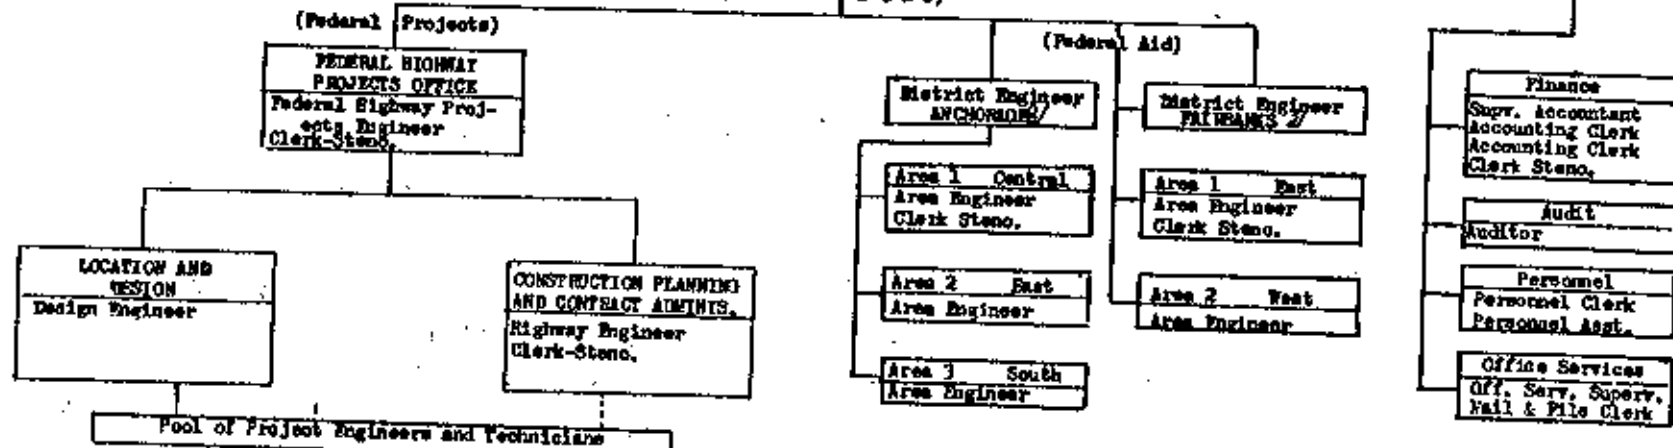 (Federal Projects)
(Federal Aid)
FEDERAL HIGHWAY
PROJECTS OFFICE
Federal Highway Proj-
ects Engineer
Clerk-Steno.
LOCATION AND
DESIGN
Design Engineer
CONSTRUCTION PLANNING
AND CONTRACT ADMINIS.
Highway Engineer
Clerk-Steno.
Pool of Project Engineers and Technicians
District Engineer
ANCHORAGE
Area 1 Central
Area Engineer
Clerk Steno.
Area 2 East
Area Engineer
Area 3 South
Area Engineer
District Engineer
FAIRBANKS 2/
Area 1 East
Area Engineer
Clerk Steno.
Area 2 West
Area Engineer
Finance
Supv. Accountant
Accounting Clerk
Accounting Clerk
Clerk Steno.
Audit
Auditor
Personnel
Personnel Clerk
Personnel Asst.
Office Services
Off. Serv. Superv.
Mail & File Clerk